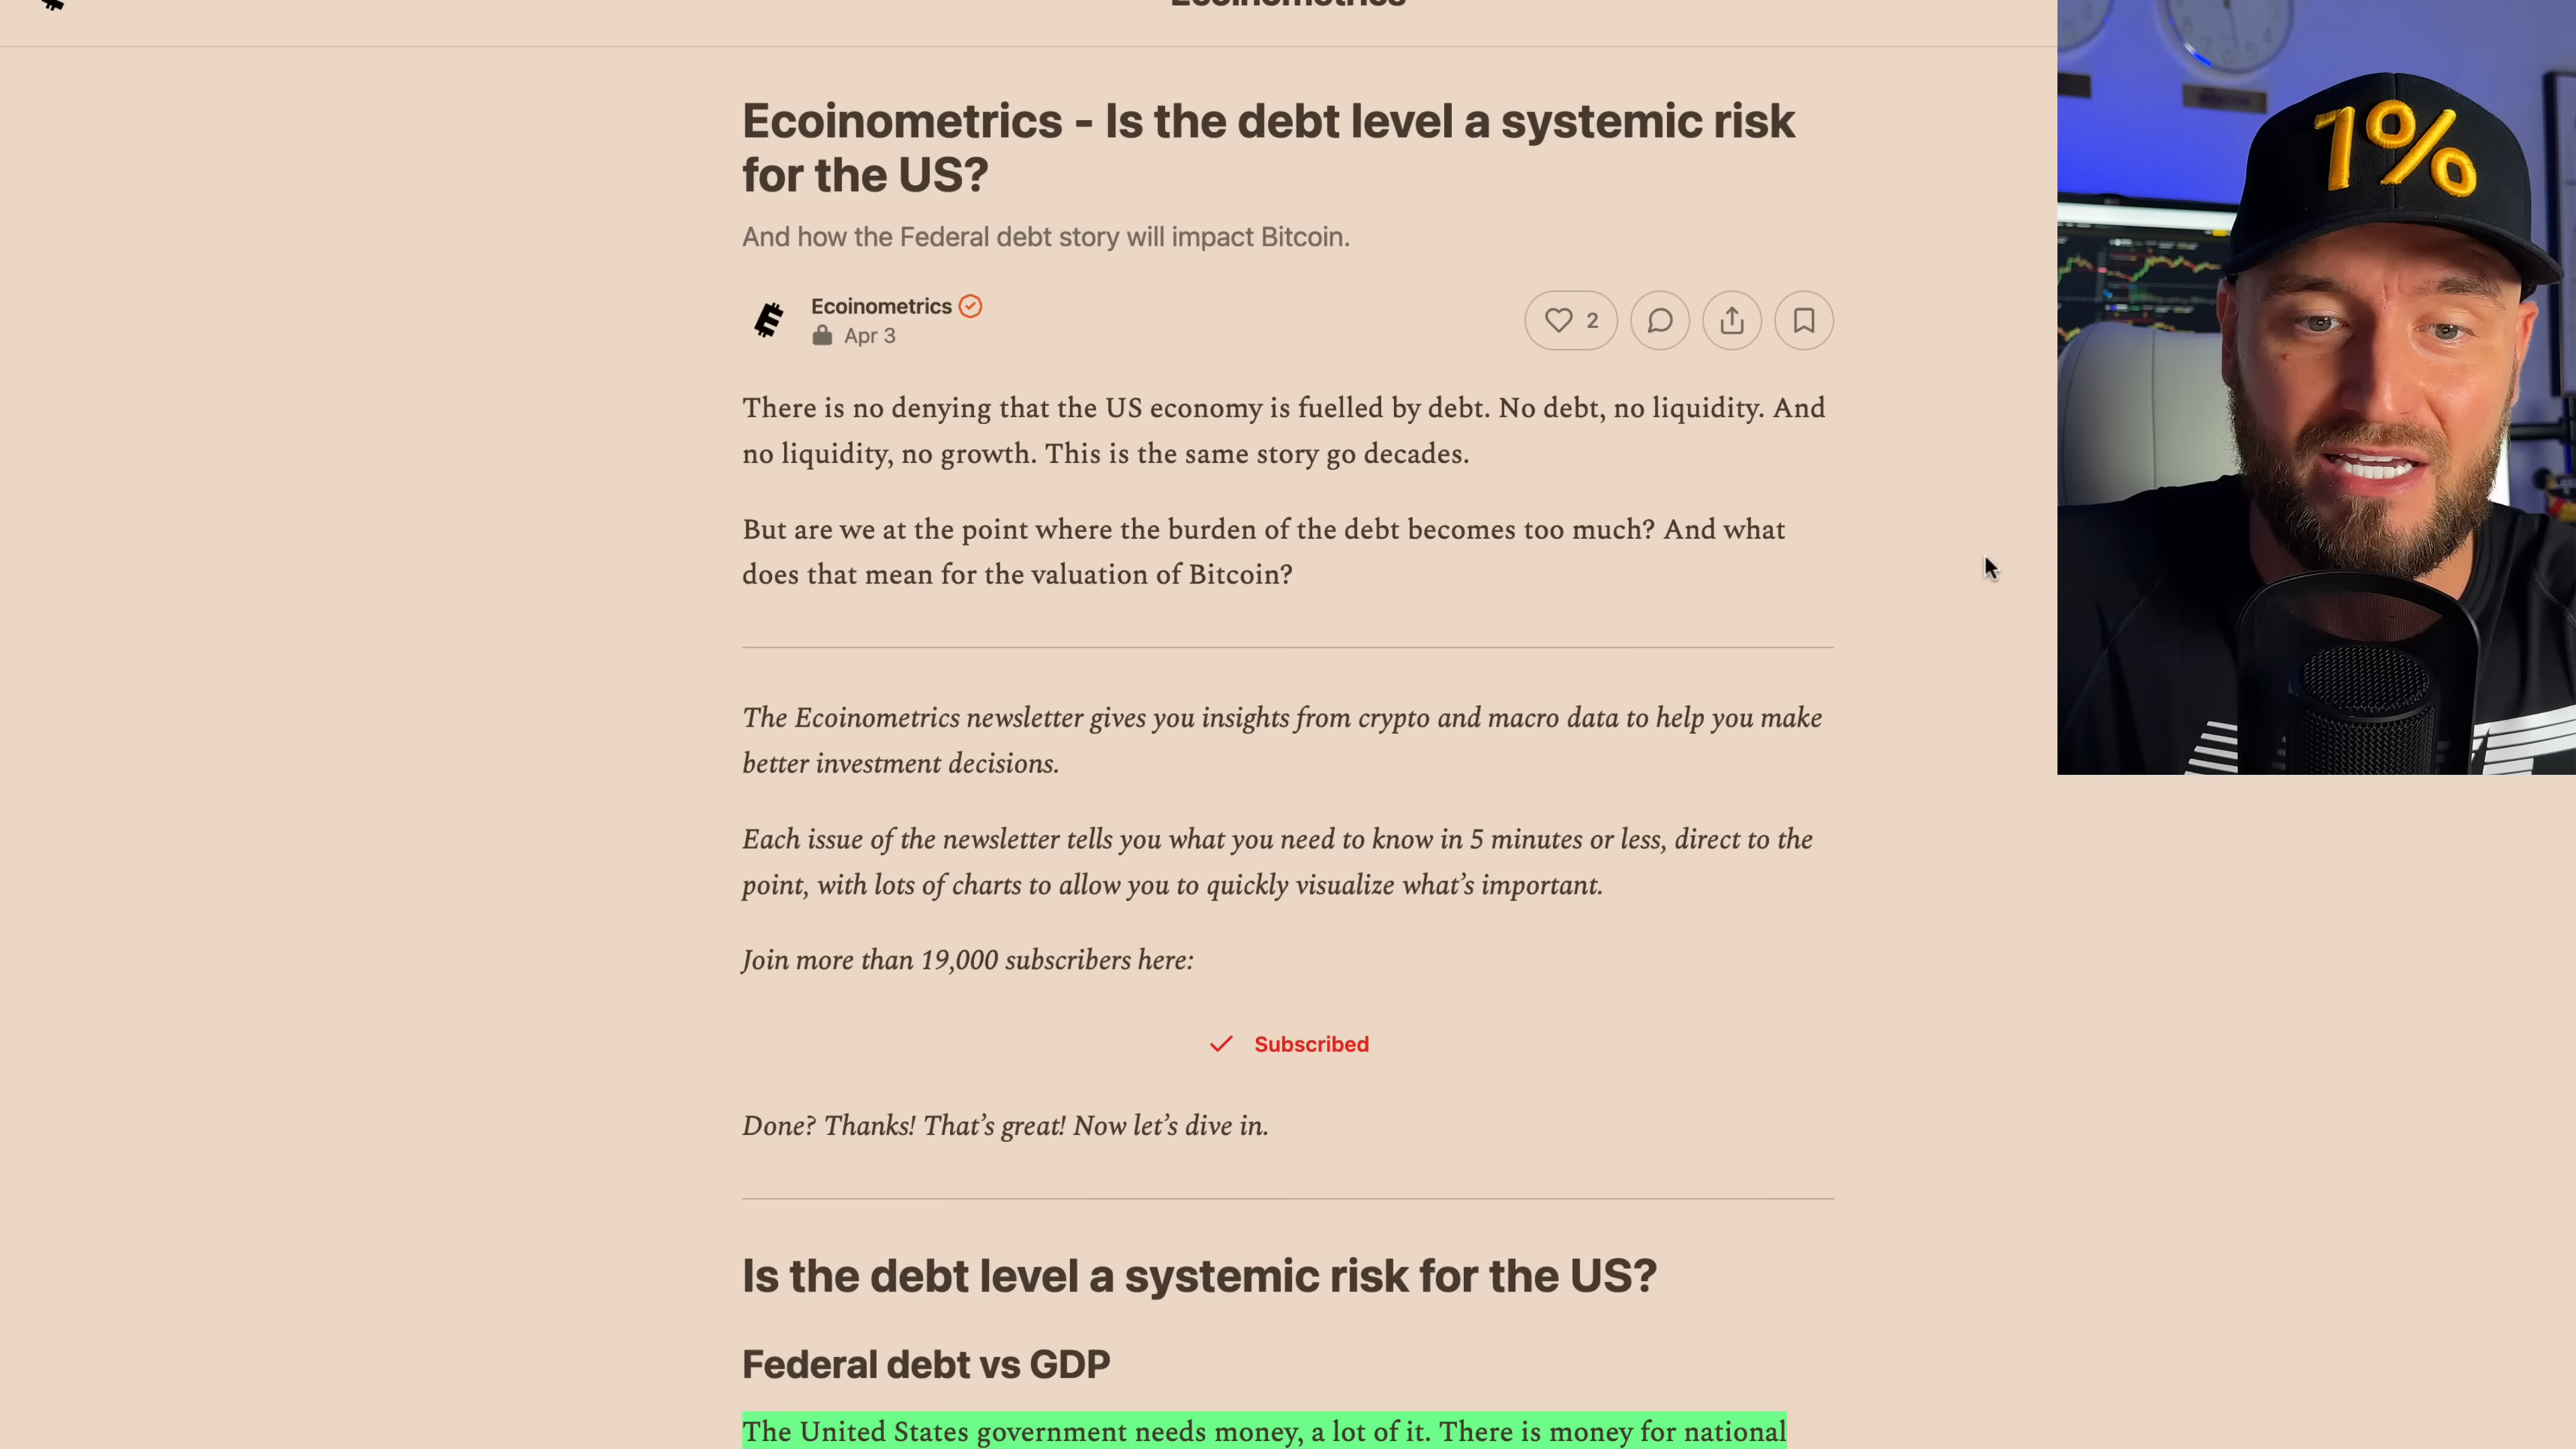 Ecoinometrics
Ecoinometrics - Is the debt level a systemic risk
for the US?
And how the Federal debt story will impact Bitcoin.
Ecoinometrics
Apr 3
2
There is no denying that the US economy is fuelled by debt. No debt, no liquidity. And
no liquidity, no growth. This is the same story go decades.
But are we at the point where the burden of the debt becomes too much? And what
does that mean for the valuation of Bitcoin?
The Ecoinometrics newsletter gives you insights from crypto and macro data to help you make
better investment decisions.
Each issue of the newsletter tells you what you need to know in 5 minutes or less, direct to the
point, with lots of charts to allow you to quickly visualize what’s important.
Join more than 19,000 subscribers here:
Subscribed
Done? Thanks! That’s great! Now let’s dive in.
Is the debt level a systemic risk for the US?
Federal debt vs GDP
The United States government needs money, a lot of it. There is money for national
1%